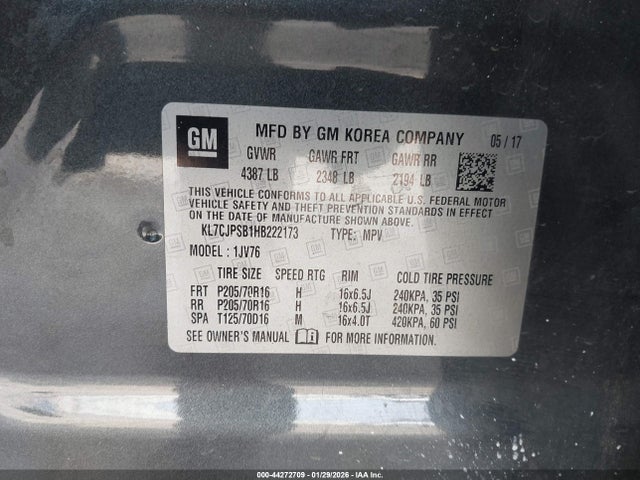 GM
MFD BY GM KOREA COMPANY 05 / 17
GVWR GAWR FRT GAWR RR
4387 LB 2348 LB 2194 LB
THIS VEHICLE CONFORMS TO ALL APPLICABLE U.S. FEDERAL MOTOR
VEHICLE SAFETY AND THEFT PREVENTION STANDARDS IN EFFECT
ON THE DATE OF MANUFACTURE SHOWN ABOVE.
KL7CJPSB1HB222173 TYPE: MPV
MODEL : 1JV76
TIRE SIZE SPEED RTG RIM COLD TIRE PRESSURE
FRT P205/70R16 H 16x6.5J 240KPA, 35 PSI
RR P205/70R16 H 16x6.5J 240KPA, 35 PSI
SPA T125/70D16 M 16x4.0T 420KPA, 60 PSI
SEE OWNER'S MANUAL FOR MORE INFORMATION.
000-44272709 - 01/29/2026 - IAA Inc.